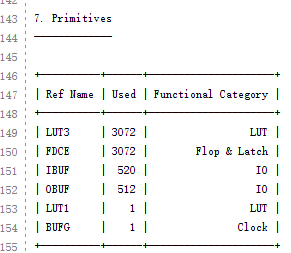 142
143 7. Primitives
144 -------------
145
146 +----------+------+---------------------+
147 | Ref Name | Used | Functional Category |
148 +----------+------+---------------------+
149 | LUT3 | 3072 | LUT |
150 | FDCE | 3072 | Flop & Latch |
151 | IBUF | 520 | IO |
152 | OBUF | 512 | IO |
153 | LUT1 | 1 | LUT |
154 | BUFG | 1 | Clock |
155 +----------+------+---------------------+